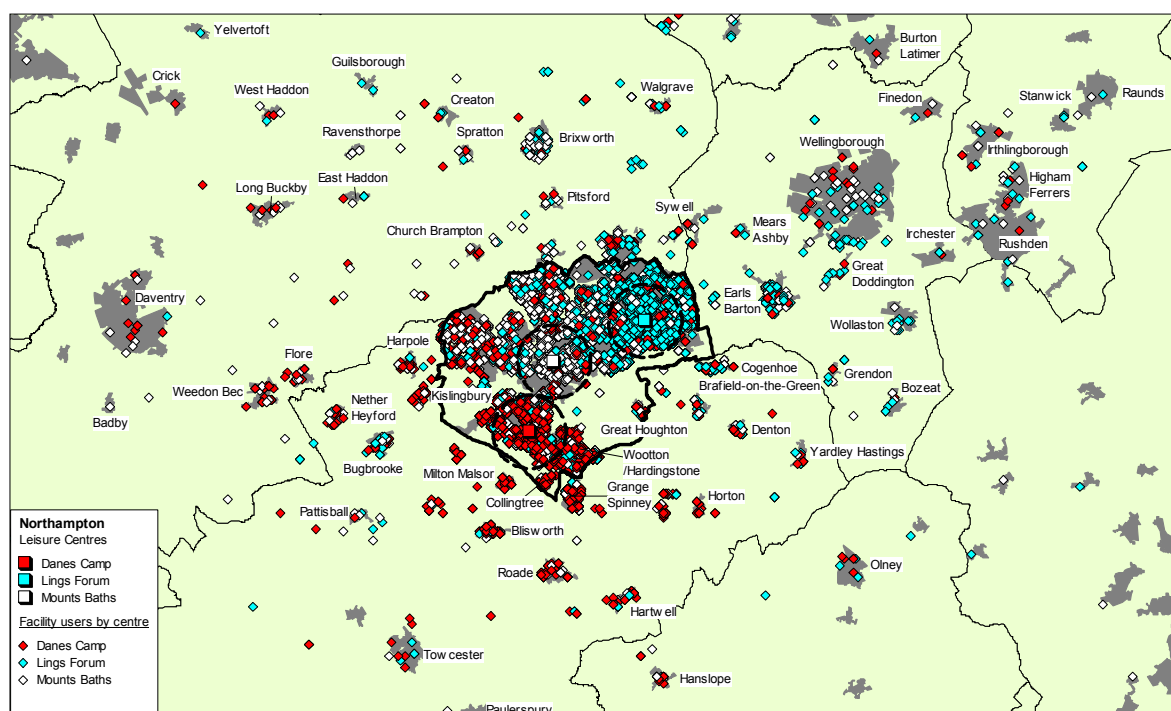 Yelvertoft
Burton
Latimer
Guilsborough
Crick
West Haddon
Creaton
Walgrave
Finedon
Stanwick
Raunds
Ravensthorpe
Spratton
Brixworth
Wellingborough
Irthlingborough
Long Buckby
East Haddon
Higham
Ferrers
Pitsford
Sywell
Mears
Ashby
Church Brampton
Irchester
Rushden
Great
Doddington
Daventry
Earls
Barton
Wollaston
Harpole
Flore
Cogenhoe
Grendon
Weedon Bec
Kislingbury
Brafield-on-the-Green
Bozeat
Nether
Heyford
Badby
Great Houghton
Denton
Bugbrooke
Wootton
/Hardingstone
Yardley Hastings
Milton Malsor
Collingtree
Grange
Spinney
Horton
Pattisball
Blisworth
Roade
Olney
Hartwell
Towcester
Hanslope
Paulerspury
Northampton
Leisure Centres
Danes Camp
Lings Forum
Mounts Baths
Facility users by centre
Danes Camp
Lings Forum
Mounts Baths